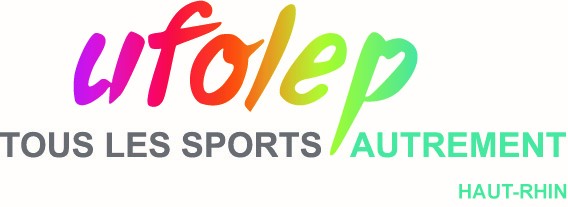 ufolep
TOUS LES SPORTS AUTREMENT
HAUT-RHIN